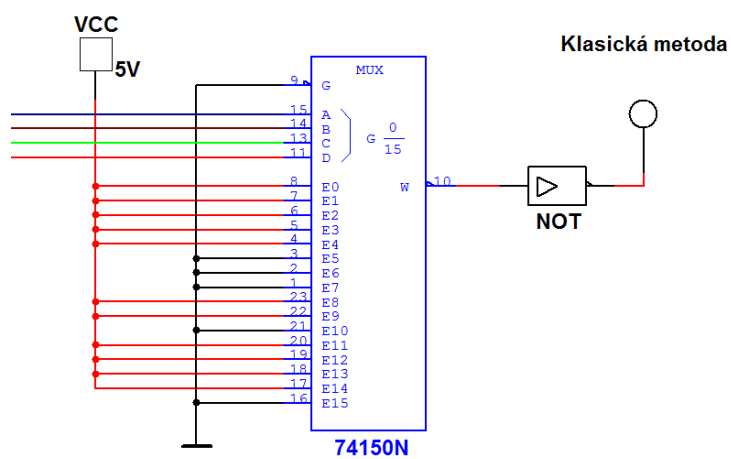 VCC
5V
Klasická metoda
MUX
9 G
15 A
14 B
13 C
11 D
G 0
15
8 E0
7 E1
6 E2
5 E3
4 E4
3 E5
2 E6
1 E7
23 E8
22 E9
21 E10
20 E11
19 E12
18 E13
17 E14
16 E15
W 10
NOT
74150N